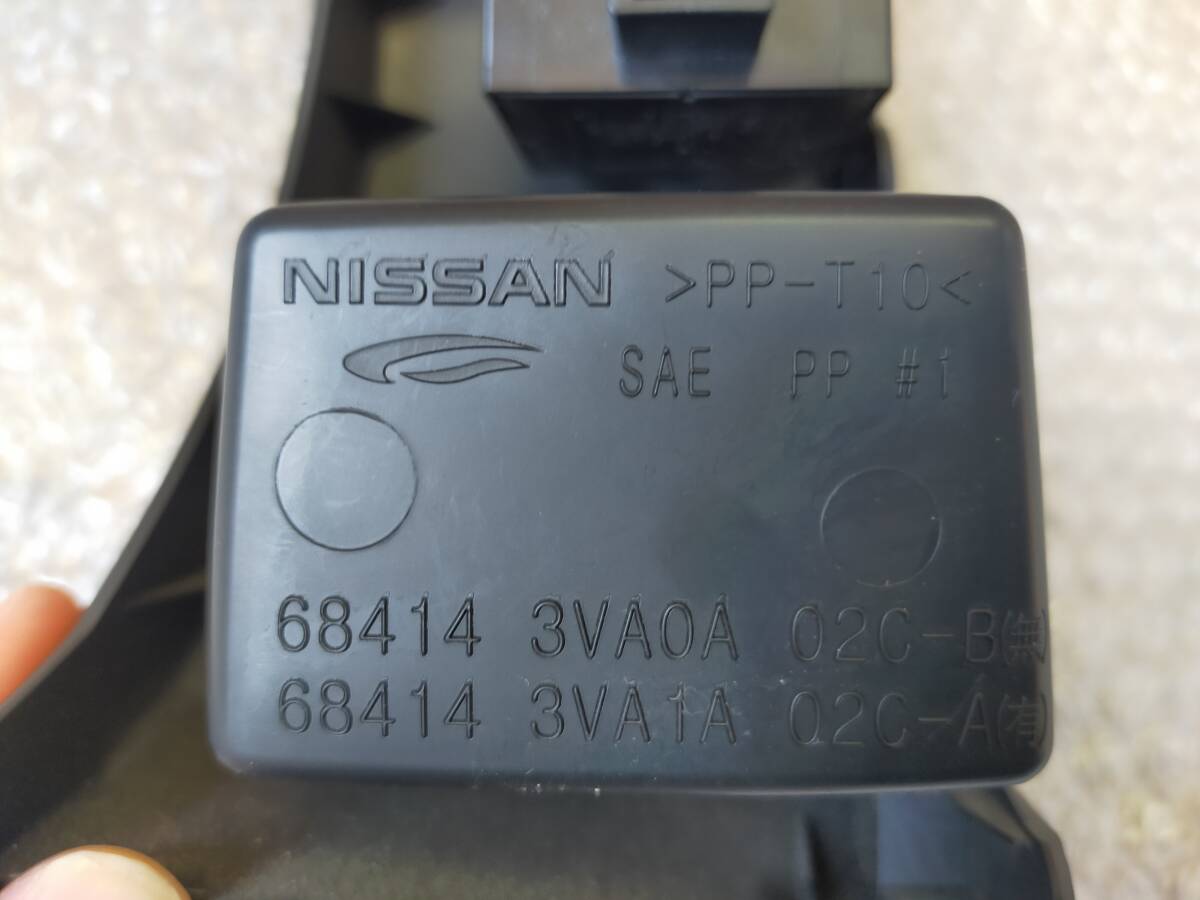 NISSAN >PP-T10<
SAE PP #1
68414 3VA0A 02C-B(無)
68414 3VA1A 02C-A(有)